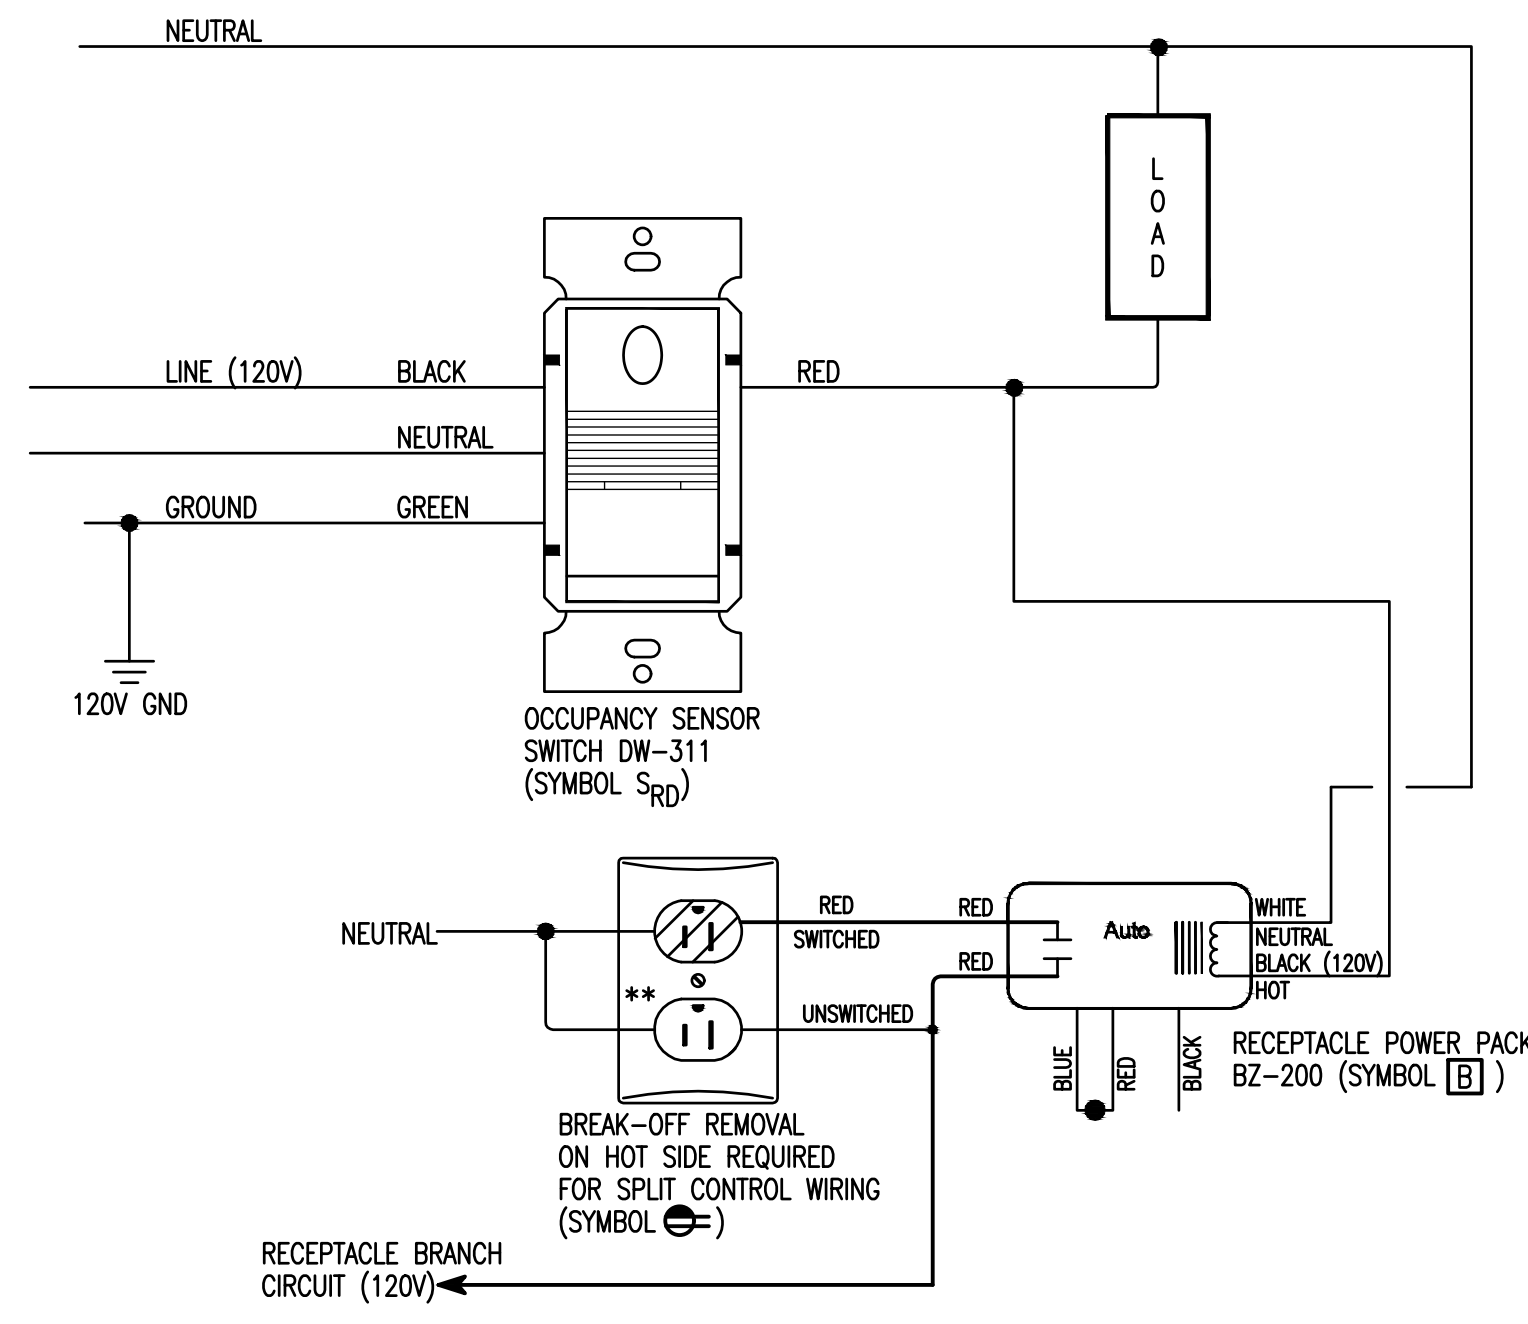 NEUTRAL
L
O
A
D
LINE (120V) BLACK
RED
NEUTRAL
GROUND GREEN
120V GND
OCCUPANCY SENSOR
SWITCH DW-311
(SYMBOL SRD)
NEUTRAL
**
RED
SWITCHED
UNSWITCHED
RED
RED
Auto
WHITE
NEUTRAL
BLACK (120V)
HOT
BLUE
RED
BLACK
RECEPTACLE POWER PACK
BZ-200 (SYMBOL B )
BREAK-OFF REMOVAL
ON HOT SIDE REQUIRED
FOR SPLIT CONTROL WIRING
(SYMBOL )
RECEPTACLE BRANCH
CIRCUIT (120V)